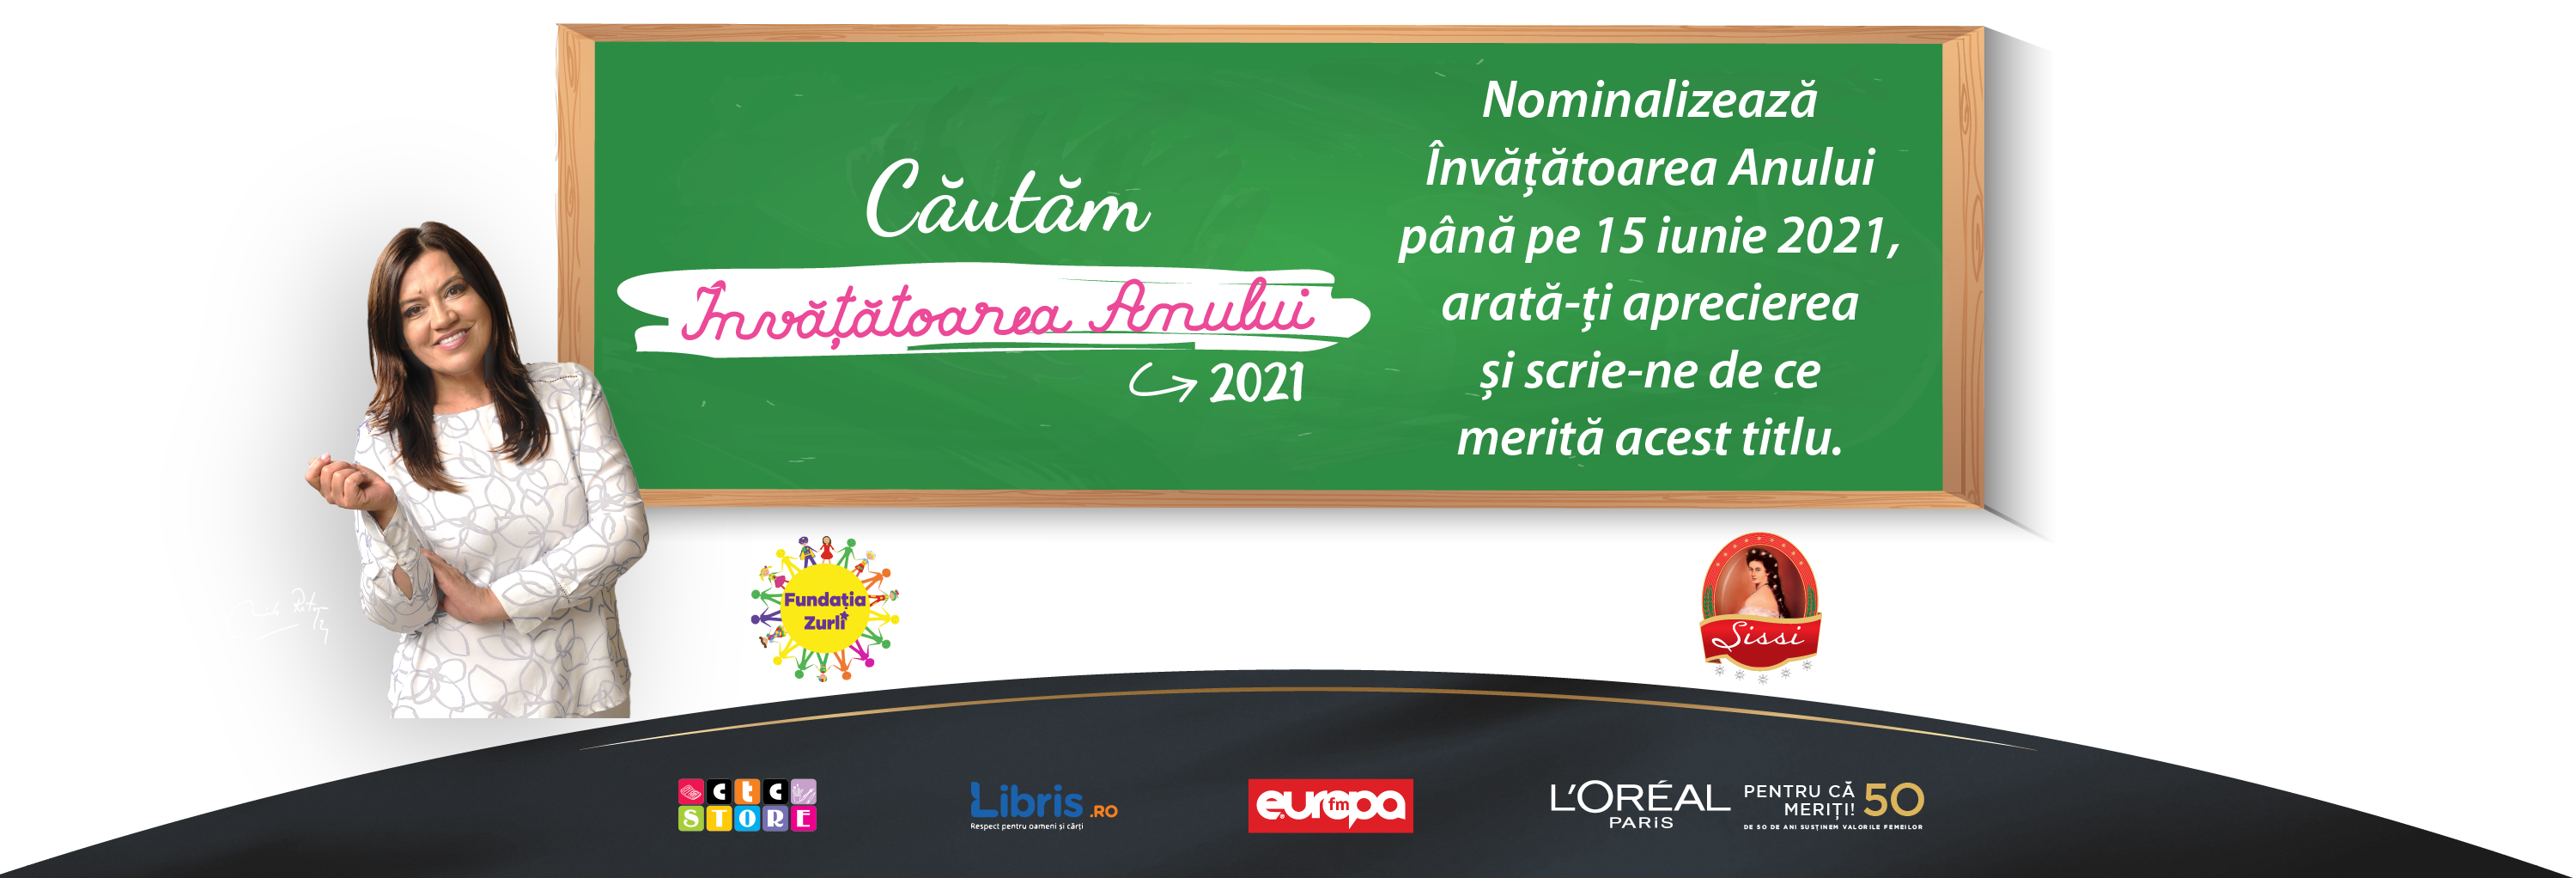 Căutăm
Învățătoarea Anului
2021
Nominalizează
Învățătoarea Anului
până pe 15 iunie 2021,
arată-ți aprecierea
și scrie-ne de ce
merită acest titlu.
Fundația
Zurli
Sissi
ctc
STORE
Libris.RO
Respect pentru oameni și cărți
europa
fm
L'ORÉAL
PARIS
PENTRU CĂ
MERIȚI! 50
DE 50 DE ANI SUSȚINEM VALORILE FEMEILOR